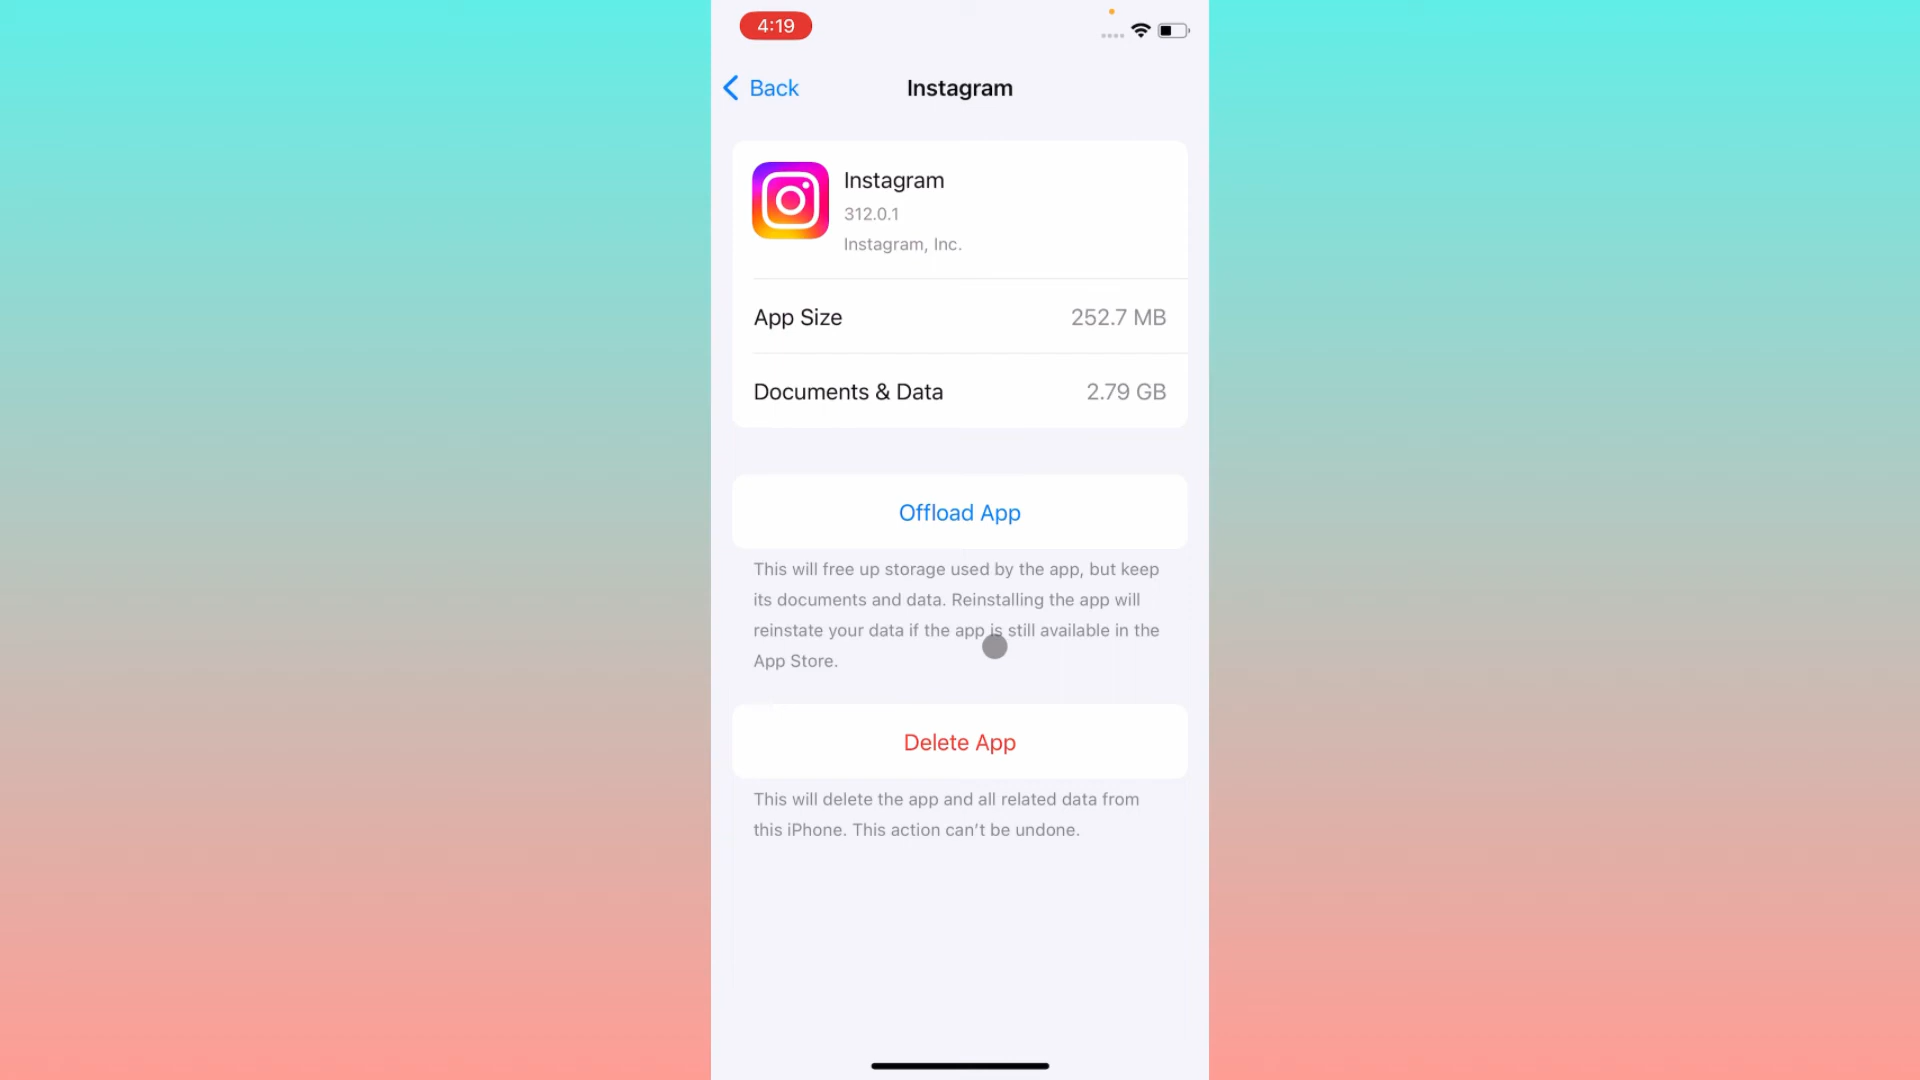 4:19
Back
Instagram
Instagram
312.0.1
Instagram, Inc.
App Size 252.7 MB
Documents & Data 2.79 GB
Offload App
This will free up storage used by the app, but keep
its documents and data. Reinstalling the app will
reinstate your data if the app is still available in the
App Store.
Delete App
This will delete the app and all related data from
this iPhone. This action can’t be undone.